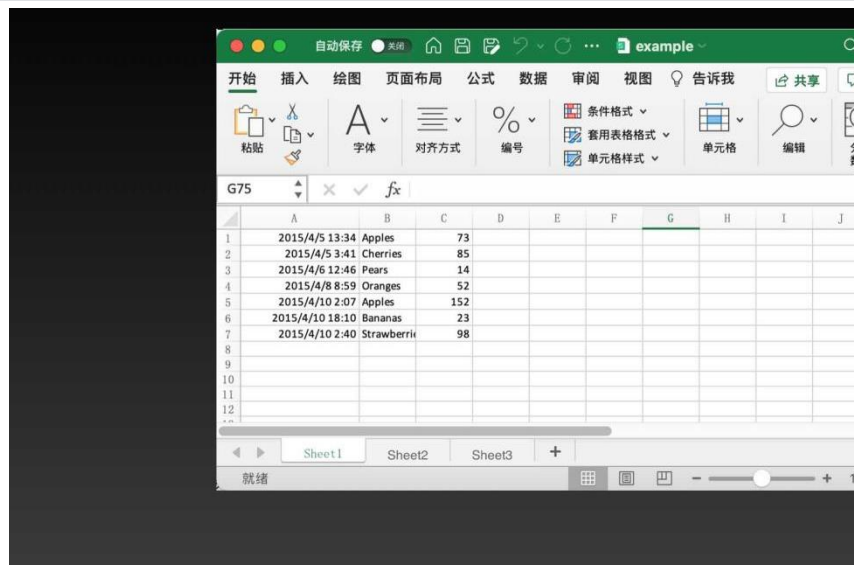 自动保存 关闭 example
开始 插入 绘图 页面布局 公式 数据 审阅 视图 告诉我 共享
粘贴 字体 对齐方式 编号 条件格式 套用表格格式 单元格样式 单元格 编辑
G75 fx
A B C D E F G H I J
1 2015/4/5 13:34 Apples 73
2 2015/4/5 3:41 Cherries 85
3 2015/4/6 12:46 Pears 14
4 2015/4/8 8:59 Oranges 52
5 2015/4/10 2:07 Apples 152
6 2015/4/10 18:10 Bananas 23
7 2015/4/10 2:40 Strawberrie 98
8
9
10
11
12
Sheet1 Sheet2 Sheet3 +
就绪 - +